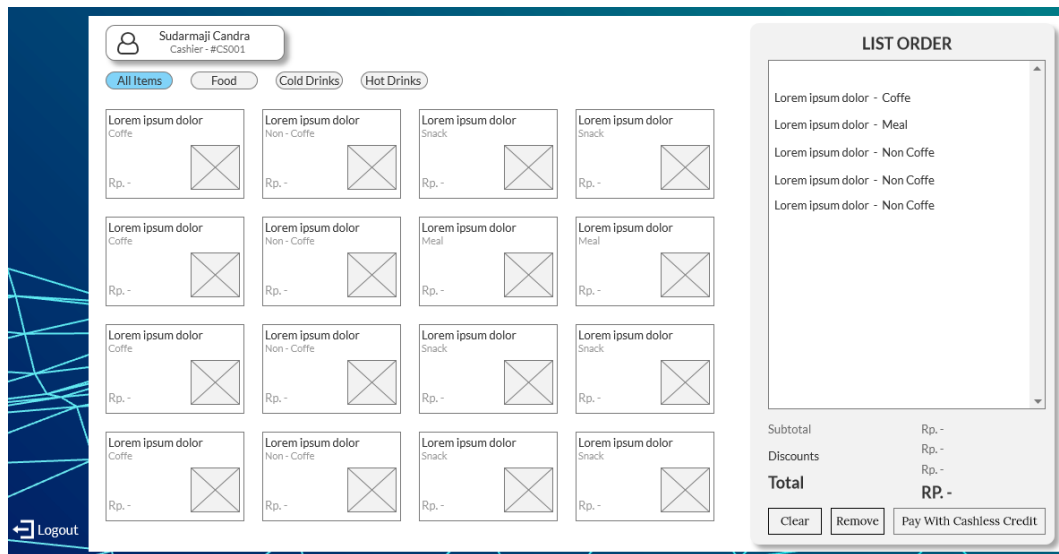 Sudarmaji Candra
Cashier - #CS001
All Items
Food
Cold Drinks
Hot Drinks
Lorem ipsum dolor
Coffe
Rp. -
Lorem ipsum dolor
Non - Coffe
Rp. -
Lorem ipsum dolor
Snack
Rp. -
Lorem ipsum dolor
Snack
Rp. -
Lorem ipsum dolor
Coffe
Rp. -
Lorem ipsum dolor
Non - Coffe
Rp. -
Lorem ipsum dolor
Meal
Rp. -
Lorem ipsum dolor
Meal
Rp. -
Lorem ipsum dolor
Coffe
Rp. -
Lorem ipsum dolor
Non - Coffe
Rp. -
Lorem ipsum dolor
Snack
Rp. -
Lorem ipsum dolor
Snack
Rp. -
Lorem ipsum dolor
Coffe
Rp. -
Lorem ipsum dolor
Non - Coffe
Rp. -
Lorem ipsum dolor
Snack
Rp. -
Lorem ipsum dolor
Snack
Rp. -
Logout
LIST ORDER
Lorem ipsum dolor - Coffe
Lorem ipsum dolor - Meal
Lorem ipsum dolor - Non Coffe
Lorem ipsum dolor - Non Coffe
Lorem ipsum dolor - Non Coffe
Subtotal Rp. -
Discounts Rp. -
Rp. -
Total RP. -
Clear
Remove
Pay With Cashless Credit